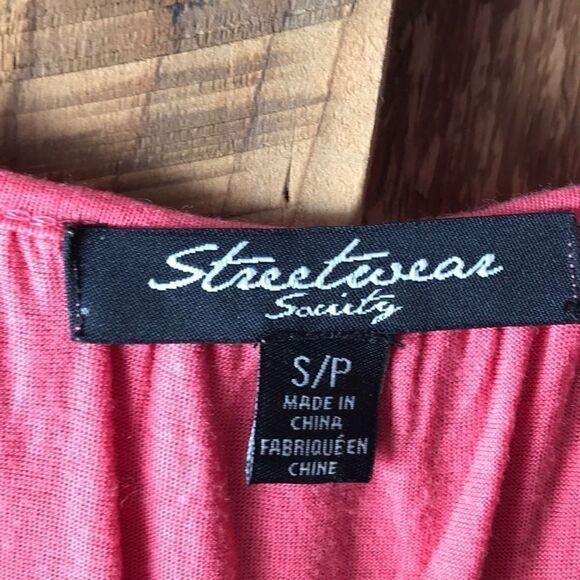 Streetwear
Society
S/P
MADE IN
CHINA
FABRIQUÉ EN
CHINE